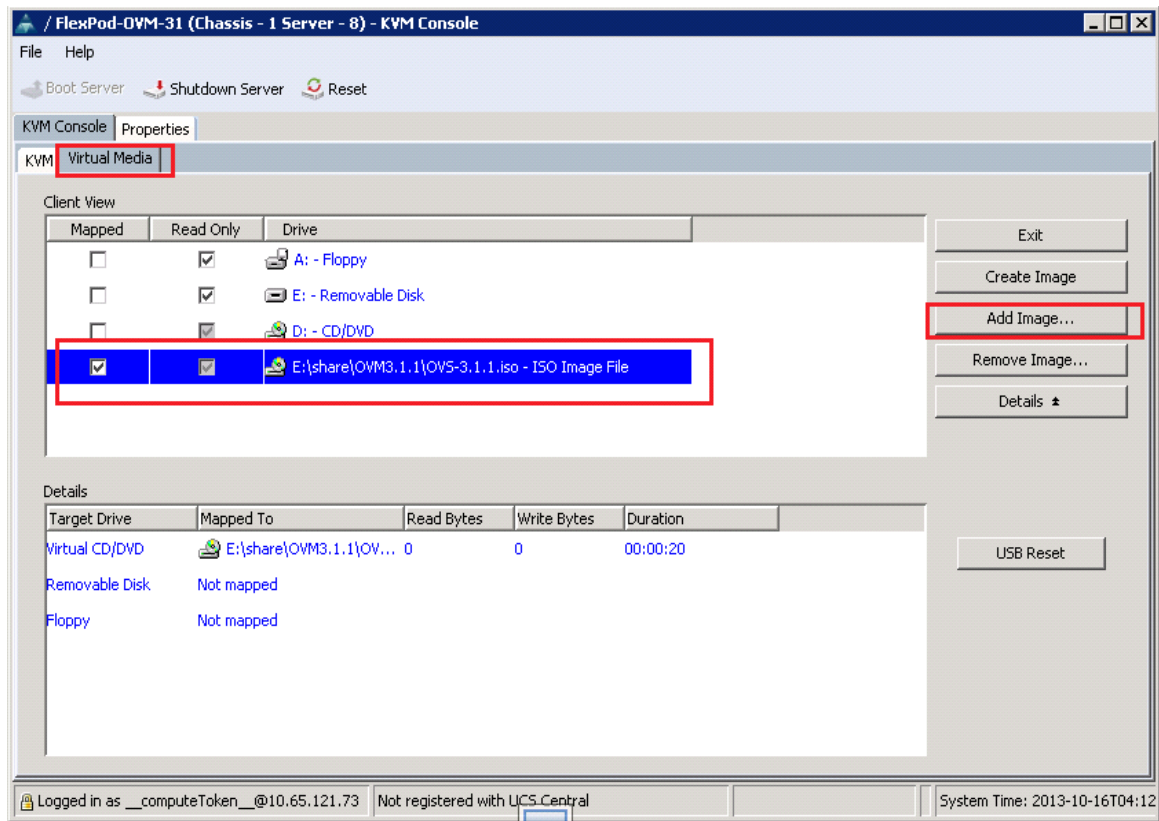 / FlexPod-OVM-31 (Chassis - 1 Server - 8) - KVM Console
File Help
Boot Server Shutdown Server Reset
KVM Console Properties
KVM Virtual Media
Client View
Mapped Read Only Drive
Exit
A: - Floppy
Create Image
E: - Removable Disk
Add Image...
D: - CD/DVD
Remove Image...
E:\share\OVM3.1.1\OVS-3.1.1.iso - ISO Image File
Details
Details
Target Drive Mapped To Read Bytes Write Bytes Duration
Virtual CD/DVD E:\share\OVM3.1.1\OV... 0 0 00:00:20
USB Reset
Removable Disk Not mapped
Floppy Not mapped
Logged in as __computeToken__@10.65.121.73 Not registered with UCS Central System Time: 2013-10-16T04:12